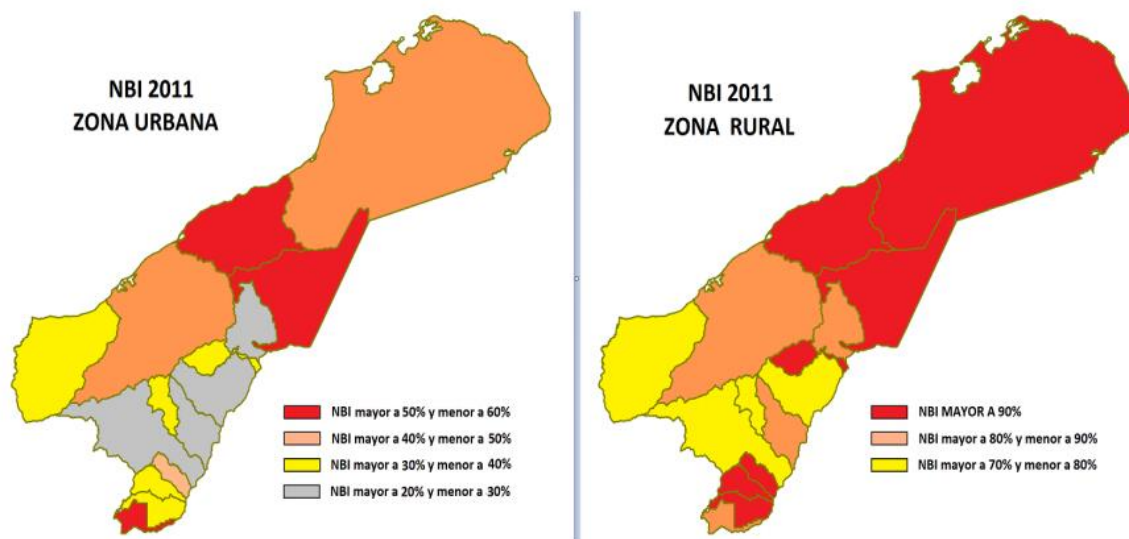 NBI 2011
ZONA URBANA
NBI mayor a 50% y menor a 60%
NBI mayor a 40% y menor a 50%
NBI mayor a 30% y menor a 40%
NBI mayor a 20% y menor a 30%
NBI 2011
ZONA RURAL
NBI MAYOR A 90%
NBI mayor a 80% y menor a 90%
NBI mayor a 70% y menor a 80%